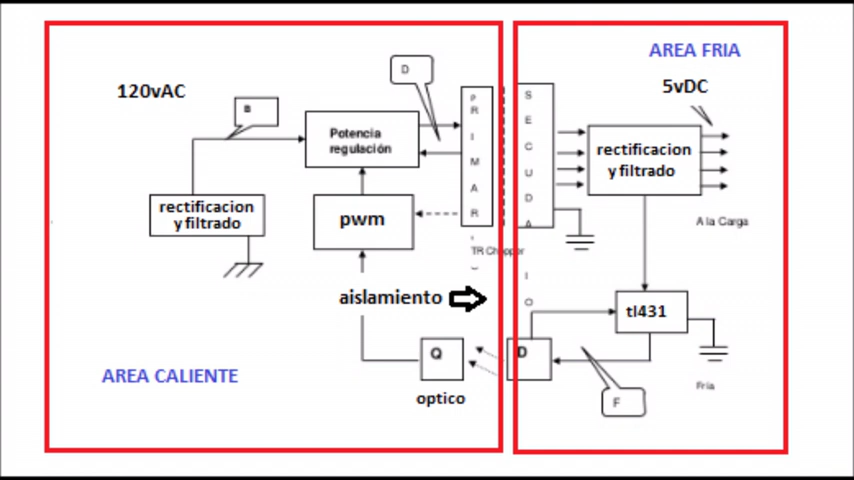 AREA FRIA
120vAC
5vDC
D
B
Potencia
regulación
P
R
I
M
A
R
S
E
C
U
D
A
I
O
rectificacion
y filtrado
rectificacion
y filtrado
pwm
A la Carga
TR Chopper
aislamiento
tl431
Q
D
AREA CALIENTE
optico
F
Fría